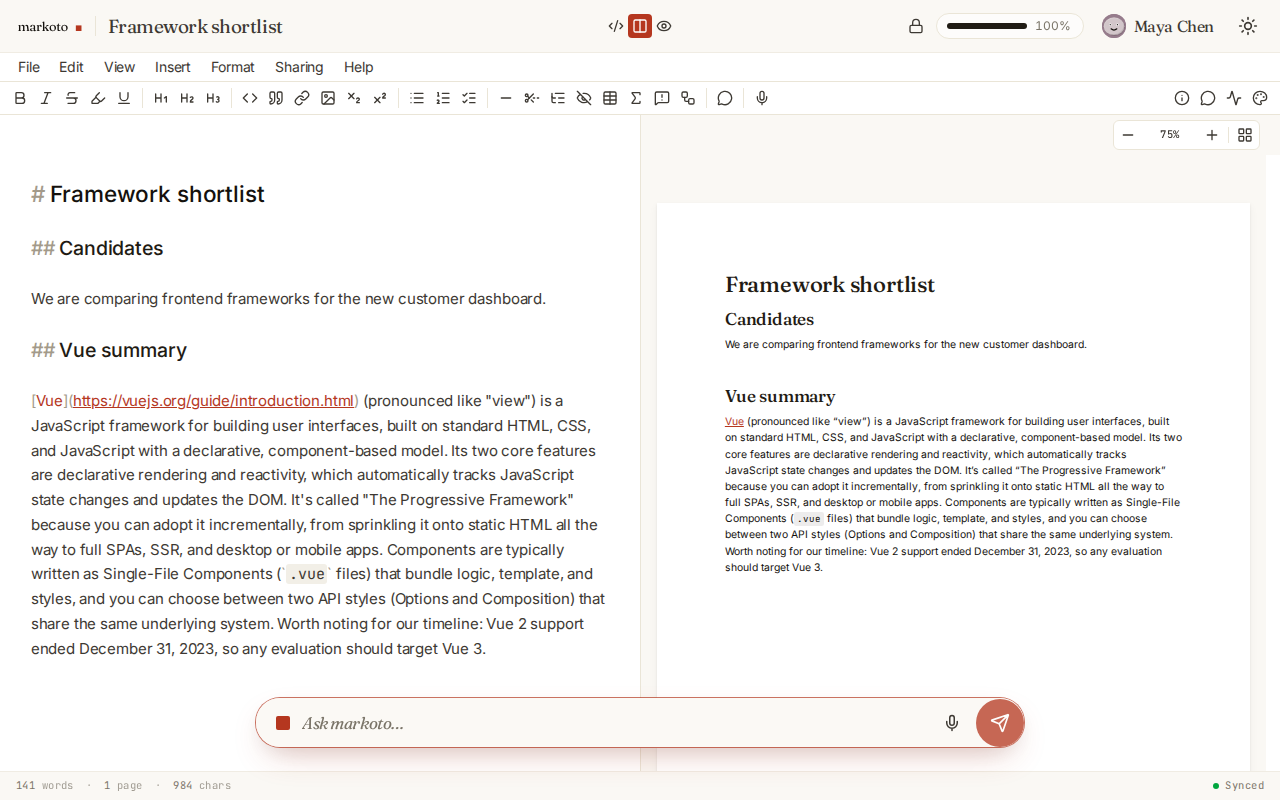 markoto
Framework shortlist
100%
Maya Chen
File Edit View Insert Format Sharing Help
H1 H2 H3
75%
# Framework shortlist
## Candidates
We are comparing frontend frameworks for the new customer dashboard.
## Vue summary
[Vue](https://vuejs.org/guide/introduction.html) (pronounced like "view") is a
JavaScript framework for building user interfaces, built on standard HTML, CSS,
and JavaScript with a declarative, component-based model. Its two core features
are declarative rendering and reactivity, which automatically tracks JavaScript
state changes and updates the DOM. It's called "The Progressive Framework"
because you can adopt it incrementally, from sprinkling it onto static HTML all the
way to full SPAs, SSR, and desktop or mobile apps. Components are typically
written as Single-File Components (`.vue` files) that bundle logic, template, and
styles, and you can choose between two API styles (Options and Composition) that
share the same underlying system. Worth noting for our timeline: Vue 2 support
ended December 31, 2023, so any evaluation should target Vue 3.
Framework shortlist
Candidates
We are comparing frontend frameworks for the new customer dashboard.
Vue summary
Vue (pronounced like “view”) is a JavaScript framework for building user interfaces, built
on standard HTML, CSS, and JavaScript with a declarative, component-based model. Its two
core features are declarative rendering and reactivity, which automatically tracks
JavaScript state changes and updates the DOM. It’s called “The Progressive Framework”
because you can adopt it incrementally, from sprinkling it onto static HTML all the way to
full SPAs, SSR, and desktop or mobile apps. Components are typically written as Single-File
Components (.vue files) that bundle logic, template, and styles, and you can choose
between two API styles (Options and Composition) that share the same underlying system.
Worth noting for our timeline: Vue 2 support ended December 31, 2023, so any evaluation
should target Vue 3.
Ask markoto...
141 words · 1 page · 984 chars
Synced